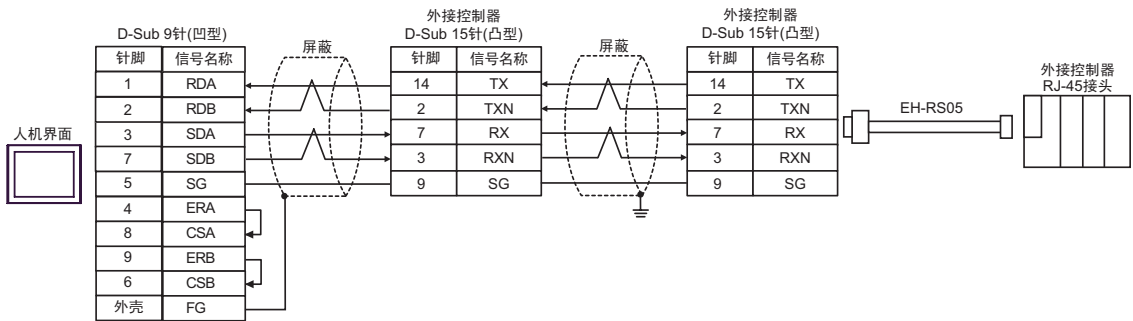 人机界面
D-Sub 9针(凹型)
针脚 信号名称
1 RDA
2 RDB
3 SDA
7 SDB
5 SG
4 ERA
8 CSA
9 ERB
6 CSB
外壳 FG
屏蔽
外接控制器
D-Sub 15针(凸型)
针脚 信号名称
14 TX
2 TXN
7 RX
3 RXN
9 SG
屏蔽
外接控制器
D-Sub 15针(凸型)
针脚 信号名称
14 TX
2 TXN
7 RX
3 RXN
9 SG
EH-RS05
外接控制器
RJ-45接头